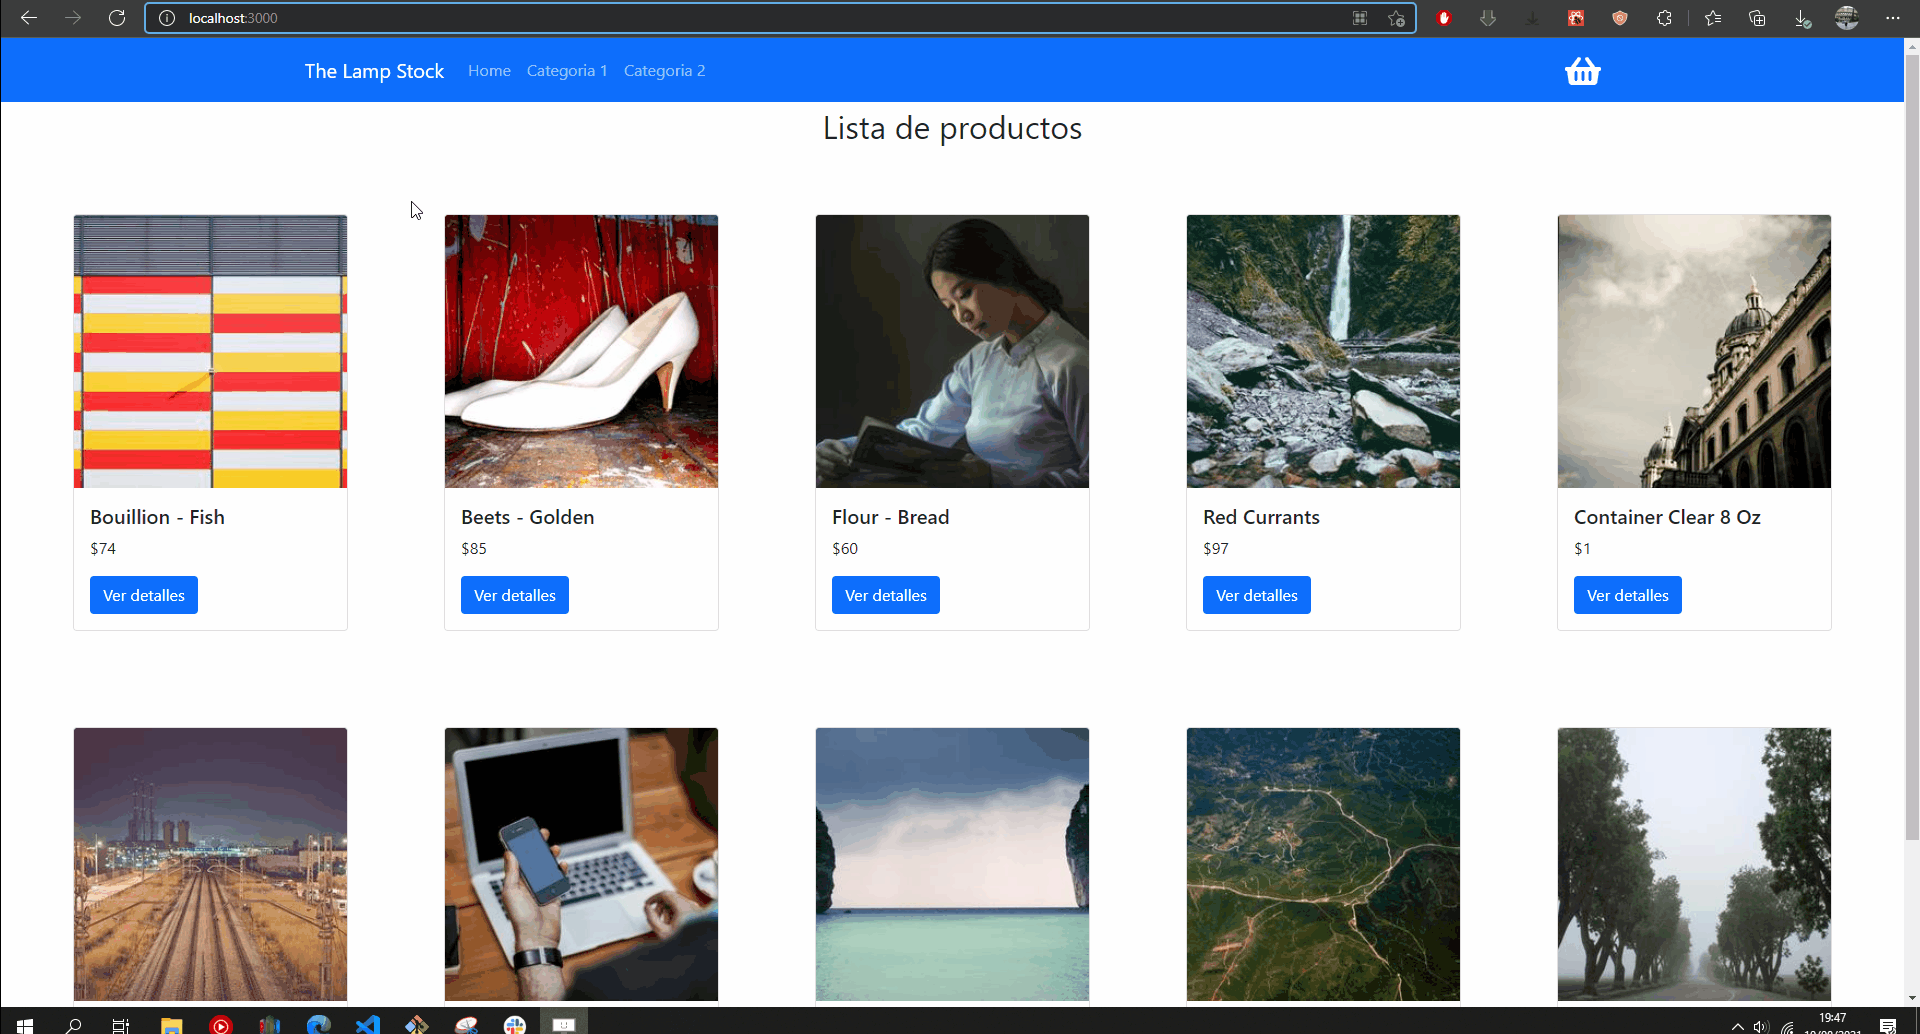 localhost:3000
The Lamp Stock Home Categoria 1 Categoria 2
Lista de productos
Bouillion - Fish
$74
Ver detalles
Beets - Golden
$85
Ver detalles
Flour - Bread
$60
Ver detalles
Red Currants
$97
Ver detalles
Container Clear 8 Oz
$1
Ver detalles
19:47